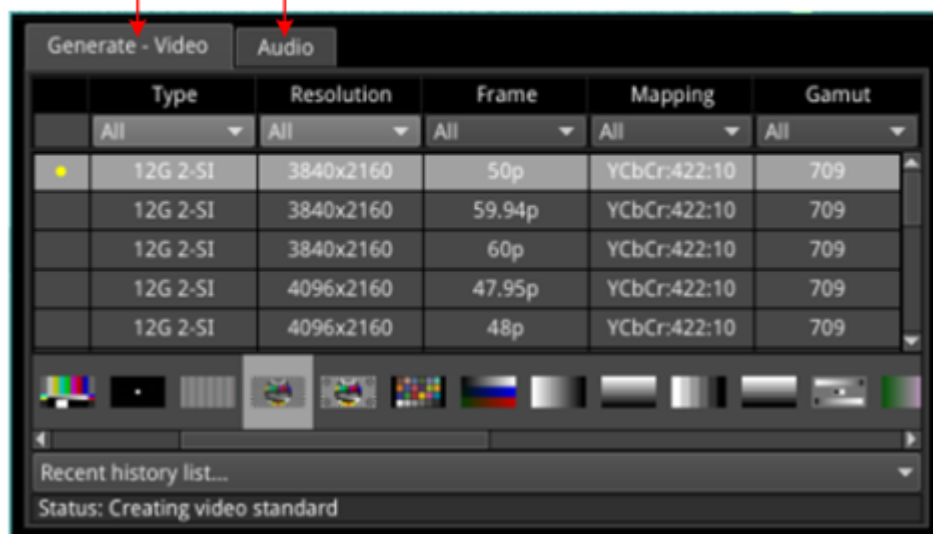 Generate - Video Audio
Type Resolution Frame Mapping Gamut
All All All All All
12G 2-SI 3840x2160 50p YCbCr:422:10 709
12G 2-SI 3840x2160 59.94p YCbCr:422:10 709
12G 2-SI 3840x2160 60p YCbCr:422:10 709
12G 2-SI 4096x2160 47.95p YCbCr:422:10 709
12G 2-SI 4096x2160 48p YCbCr:422:10 709
Recent history list...
Status: Creating video standard